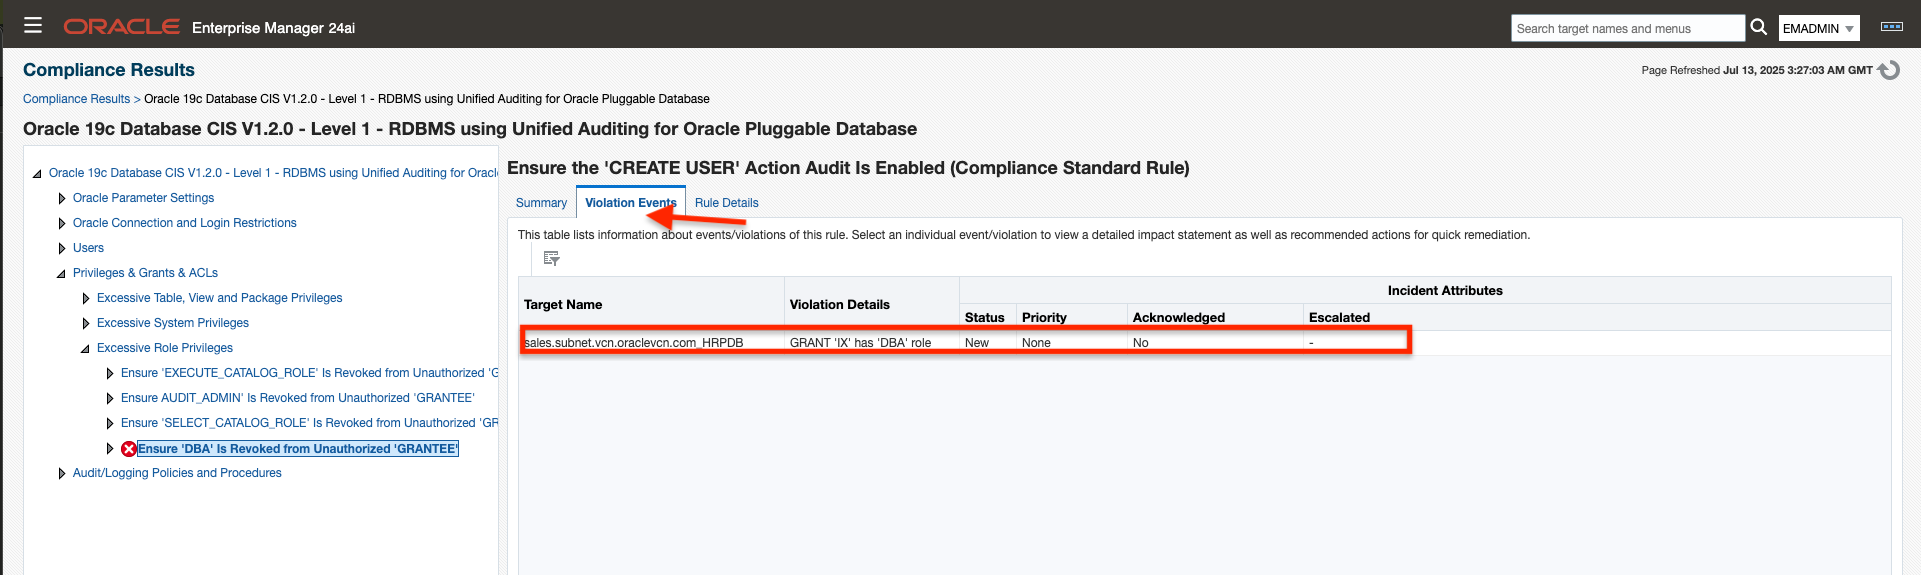 ORACLE Enterprise Manager 24ai
Search target names and menus
EMADMIN
Compliance Results
Page Refreshed Jul 13, 2025 3:27:03 AM GMT
Compliance Results > Oracle 19c Database CIS V1.2.0 - Level 1 - RDBMS using Unified Auditing for Oracle Pluggable Database
Oracle 19c Database CIS V1.2.0 - Level 1 - RDBMS using Unified Auditing for Oracle Pluggable Database
Oracle 19c Database CIS V1.2.0 - Level 1 - RDBMS using Unified Auditing for Oracl
Oracle Parameter Settings
Oracle Connection and Login Restrictions
Users
Privileges & Grants & ACLs
Excessive Table, View and Package Privileges
Excessive System Privileges
Excessive Role Privileges
Ensure 'EXECUTE_CATALOG_ROLE' Is Revoked from Unauthorized 'G
Ensure AUDIT_ADMIN' Is Revoked from Unauthorized 'GRANTEE'
Ensure 'SELECT_CATALOG_ROLE' Is Revoked from Unauthorized 'GR
Ensure 'DBA' Is Revoked from Unauthorized 'GRANTEE'
Audit/Logging Policies and Procedures
Ensure the 'CREATE USER' Action Audit Is Enabled (Compliance Standard Rule)
Summary Violation Events Rule Details
This table lists information about events/violations of this rule. Select an individual event/violation to view a detailed impact statement as well as recommended actions for quick remediation.
Target Name Violation Details Incident Attributes
Status Priority Acknowledged Escalated
sales.subnet.vcn.oraclevcn.com_HRPDB GRANT 'IX' has 'DBA' role New None No -